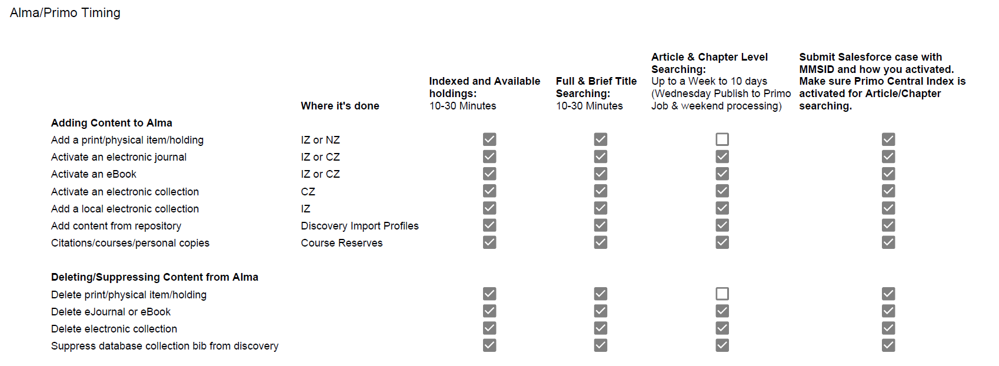 Alma/Primo Timing
Article & Chapter Level Submit Salesforce case with
Searching: MMSID and how you activated.
Indexed and Available Full & Brief Title Up to a Week to 10 days Make sure Primo Central Index is
holdings: Searching: (Wednesday Publish to Primo activated for Article/Chapter
Where it's done 10-30 Minutes 10-30 Minutes Job & weekend processing) searching.
Adding Content to Alma
Add a print/physical item/holding IZ or NZ
Activate an electronic journal IZ or CZ
Activate an eBook IZ or CZ
Activate an electronic collection CZ
Add a local electronic collection IZ
Add content from repository Discovery Import Profiles
Citations/courses/personal copies Course Reserves
Deleting/Suppressing Content from Alma
Delete print/physical item/holding
Delete eJournal or eBook
Delete electronic collection
Suppress database collection bib from discovery